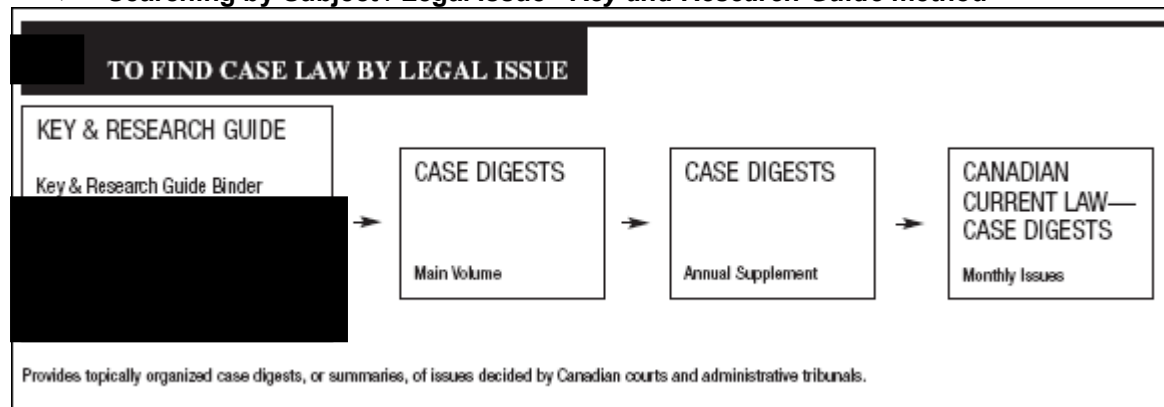 TO FIND CASE LAW BY LEGAL ISSUE
KEY & RESEARCH GUIDE
Key & Research Guide Binder
CASE DIGESTS
Main Volume
CASE DIGESTS
Annual Supplement
CANADIAN
CURRENT LAW—
CASE DIGESTS
Monthly Issues
Provides topically organized case digests, or summaries, of issues decided by Canadian courts and administrative tribunals.